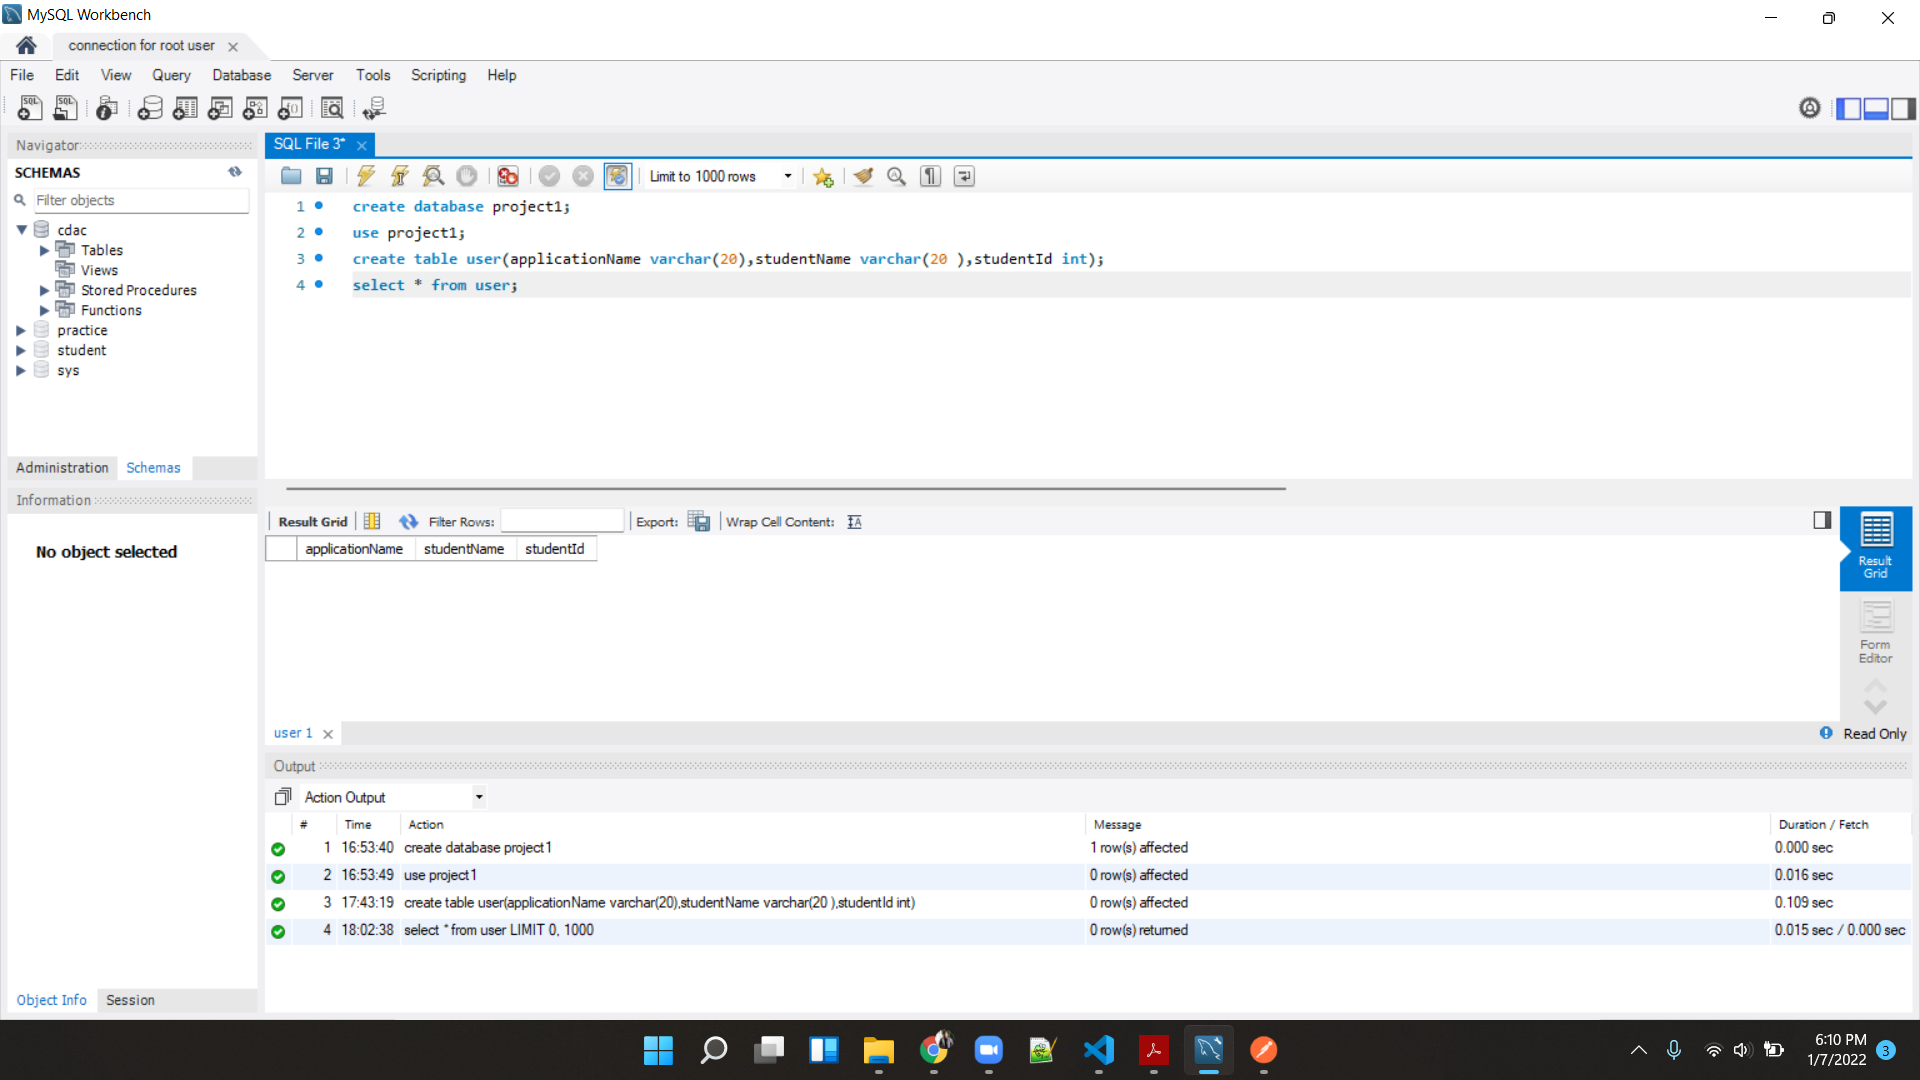 MySQL Workbench
connection for root user
File Edit View Query Database Server Tools Scripting Help
Navigator
SQL File 3*
SCHEMAS
Limit to 1000 rows
Filter objects
1 create database project1;
2 use project1;
3 create table user(applicationName varchar(20),studentName varchar(20 ),studentId int);
4 select * from user;
cdac
Tables
Views
Stored Procedures
Functions
practice
student
sys
Administration Schemas
Information
No object selected
Result Grid Filter Rows: Export: Wrap Cell Content:
applicationName studentName studentId
Result
Grid
Form
Editor
user 1
Read Only
Output
Action Output
# Time Action Message Duration / Fetch
1 16:53:40 create database project1 1 row(s) affected 0.000 sec
2 16:53:49 use project1 0 row(s) affected 0.016 sec
3 17:43:19 create table user(applicationName varchar(20),studentName varchar(20 ),studentId int) 0 row(s) affected 0.109 sec
4 18:02:38 select * from user LIMIT 0, 1000 0 row(s) returned 0.015 sec / 0.000 sec
Object Info Session
6:10 PM
1/7/2022
3